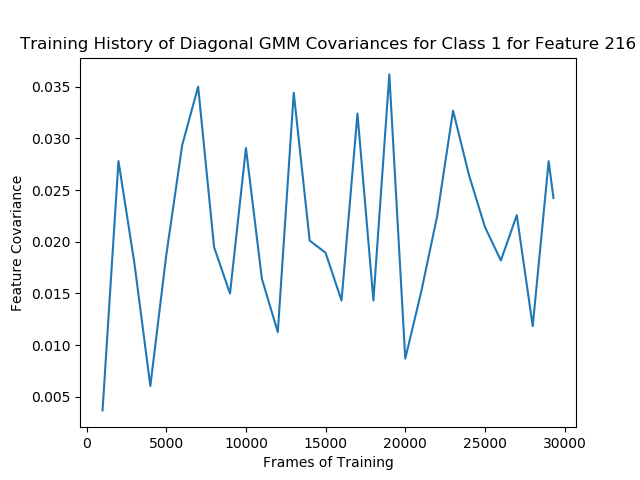 Training History of Diagonal GMM Covariances for Class 1 for Feature 216
0.035
0.030
0.025
0.020
0.015
0.010
0.005
Feature Covariance
0 5000 10000 15000 20000 25000 30000
Frames of Training